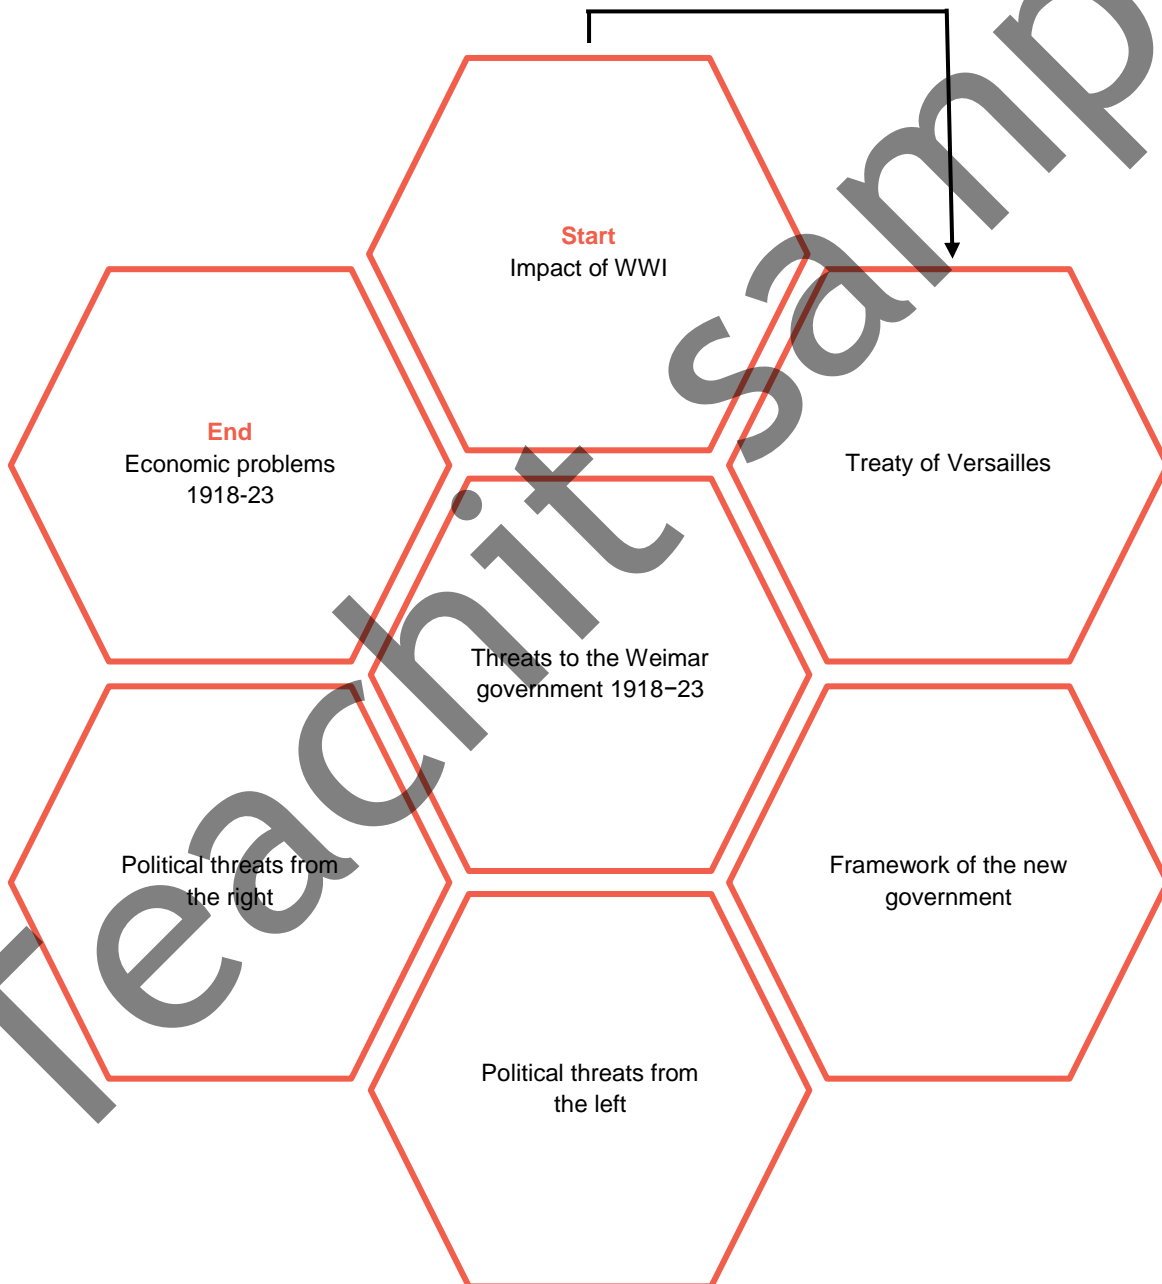 Start
Impact of WWI
Treaty of Versailles
Framework of the new
government
Political threats from
the left
Political threats from
the right
End
Economic problems
1918-23
Threats to the Weimar
government 1918−23
Teachit samp